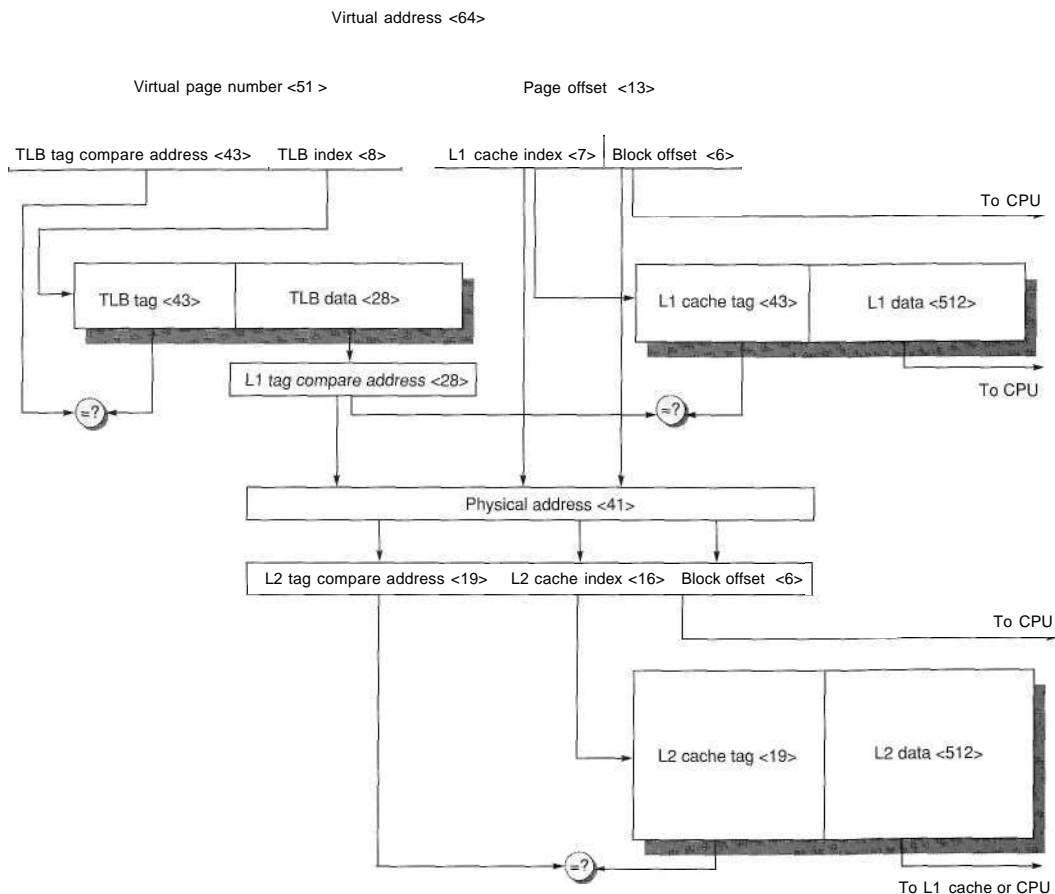 Virtual address <64>
Virtual page number <51 >
Page offset <13>
TLB tag compare address <43>
TLB index <8>
L1 cache index <7>
Block offset <6>
To CPU
TLB tag <43>
TLB data <28>
L1 cache tag <43>
L1 data <512>
L1 tag compare address <28>
To CPU
=?
=?
Physical address <41>
L2 tag compare address <19>
L2 cache index <16>
Block offset <6>
To CPU
L2 cache tag <19>
L2 data <512>
=?
To L1 cache or CPU